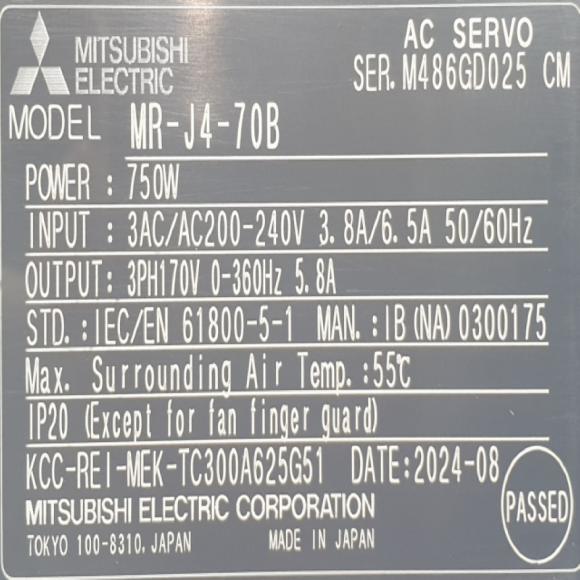 MITSUBISHI
ELECTRIC
AC SERVO
SER. M486GD025 CM
MODEL MR-J4-70B
POWER : 750W
INPUT : 3AC/AC200-240V 3.8A/6.5A 50/60Hz
OUTPUT: 3PH170V 0-360Hz 5.8A
STD. : IEC/EN 61800-5-1 MAN. : IB(NA)0300175
Max. Surrounding Air Temp. :55℃
IP20 (Except for fan finger guard)
KCC-REI-MEK-TC300A625G51 DATE:2024-08
MITSUBISHI ELECTRIC CORPORATION
PASSED
TOKYO 100-8310, JAPAN MADE IN JAPAN